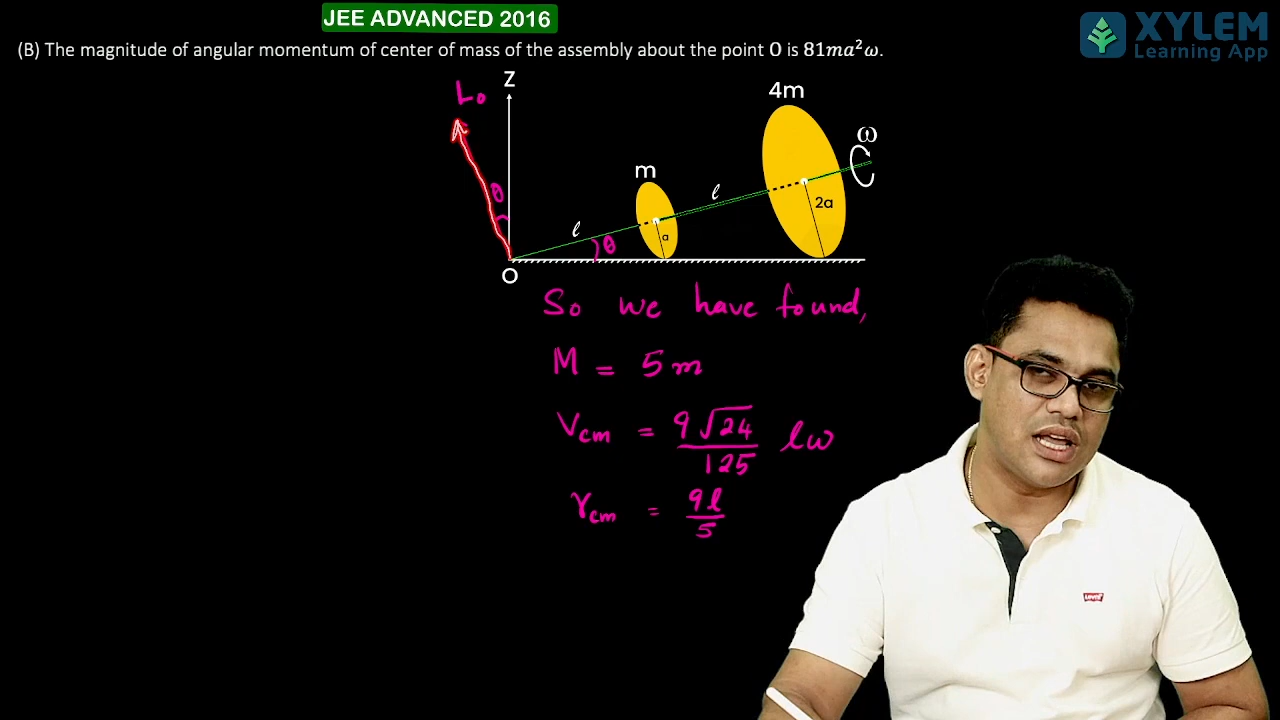 JEE ADVANCED 2016
XYLEM
Learning App
(B) The magnitude of angular momentum of center of mass of the assembly about the point O is 81ma²ω.
Z
4m
L₀
ω
m
θ
ℓ
2a
ℓ
a
θ
O
So we have found,
M = 5m
Vcm = 9√24/125 lω
rcm = 9l/5
Levi's